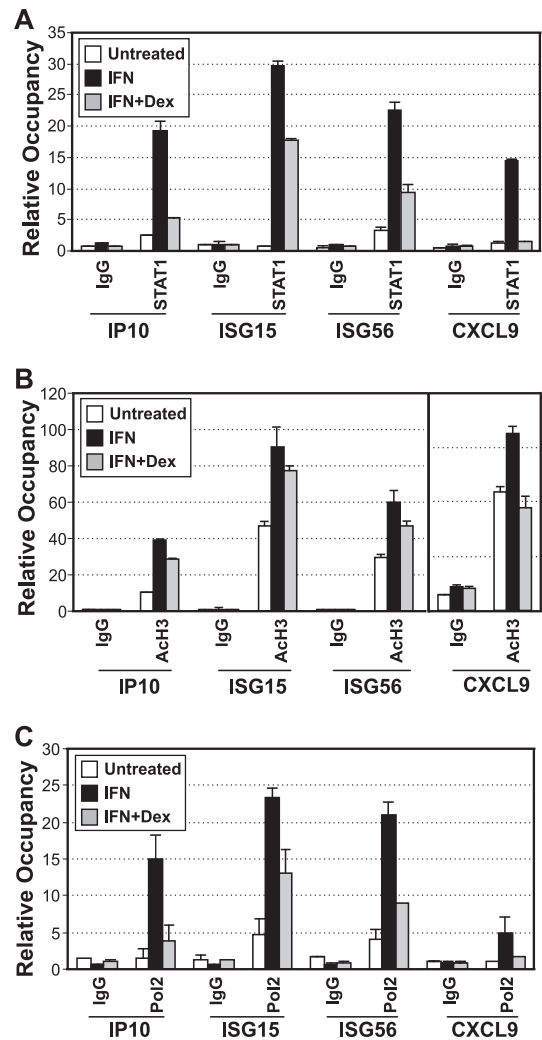 A
Relative Occupancy
35
30
25
20
15
10
5
0
Untreated
IFN
IFN+Dex
IgG STAT1 IgG STAT1 IgG STAT1 IgG STAT1
IP10 ISG15 ISG56 CXCL9
B
Relative Occupancy
120
100
80
60
40
20
0
Untreated
IFN
IFN+Dex
IgG AcH3 IgG AcH3 IgG AcH3 IgG AcH3
IP10 ISG15 ISG56 CXCL9
C
Relative Occupancy
30
25
20
15
10
5
0
Untreated
IFN
IFN+Dex
IgG Pol2 IgG Pol2 IgG Pol2 IgG Pol2
IP10 ISG15 ISG56 CXCL9